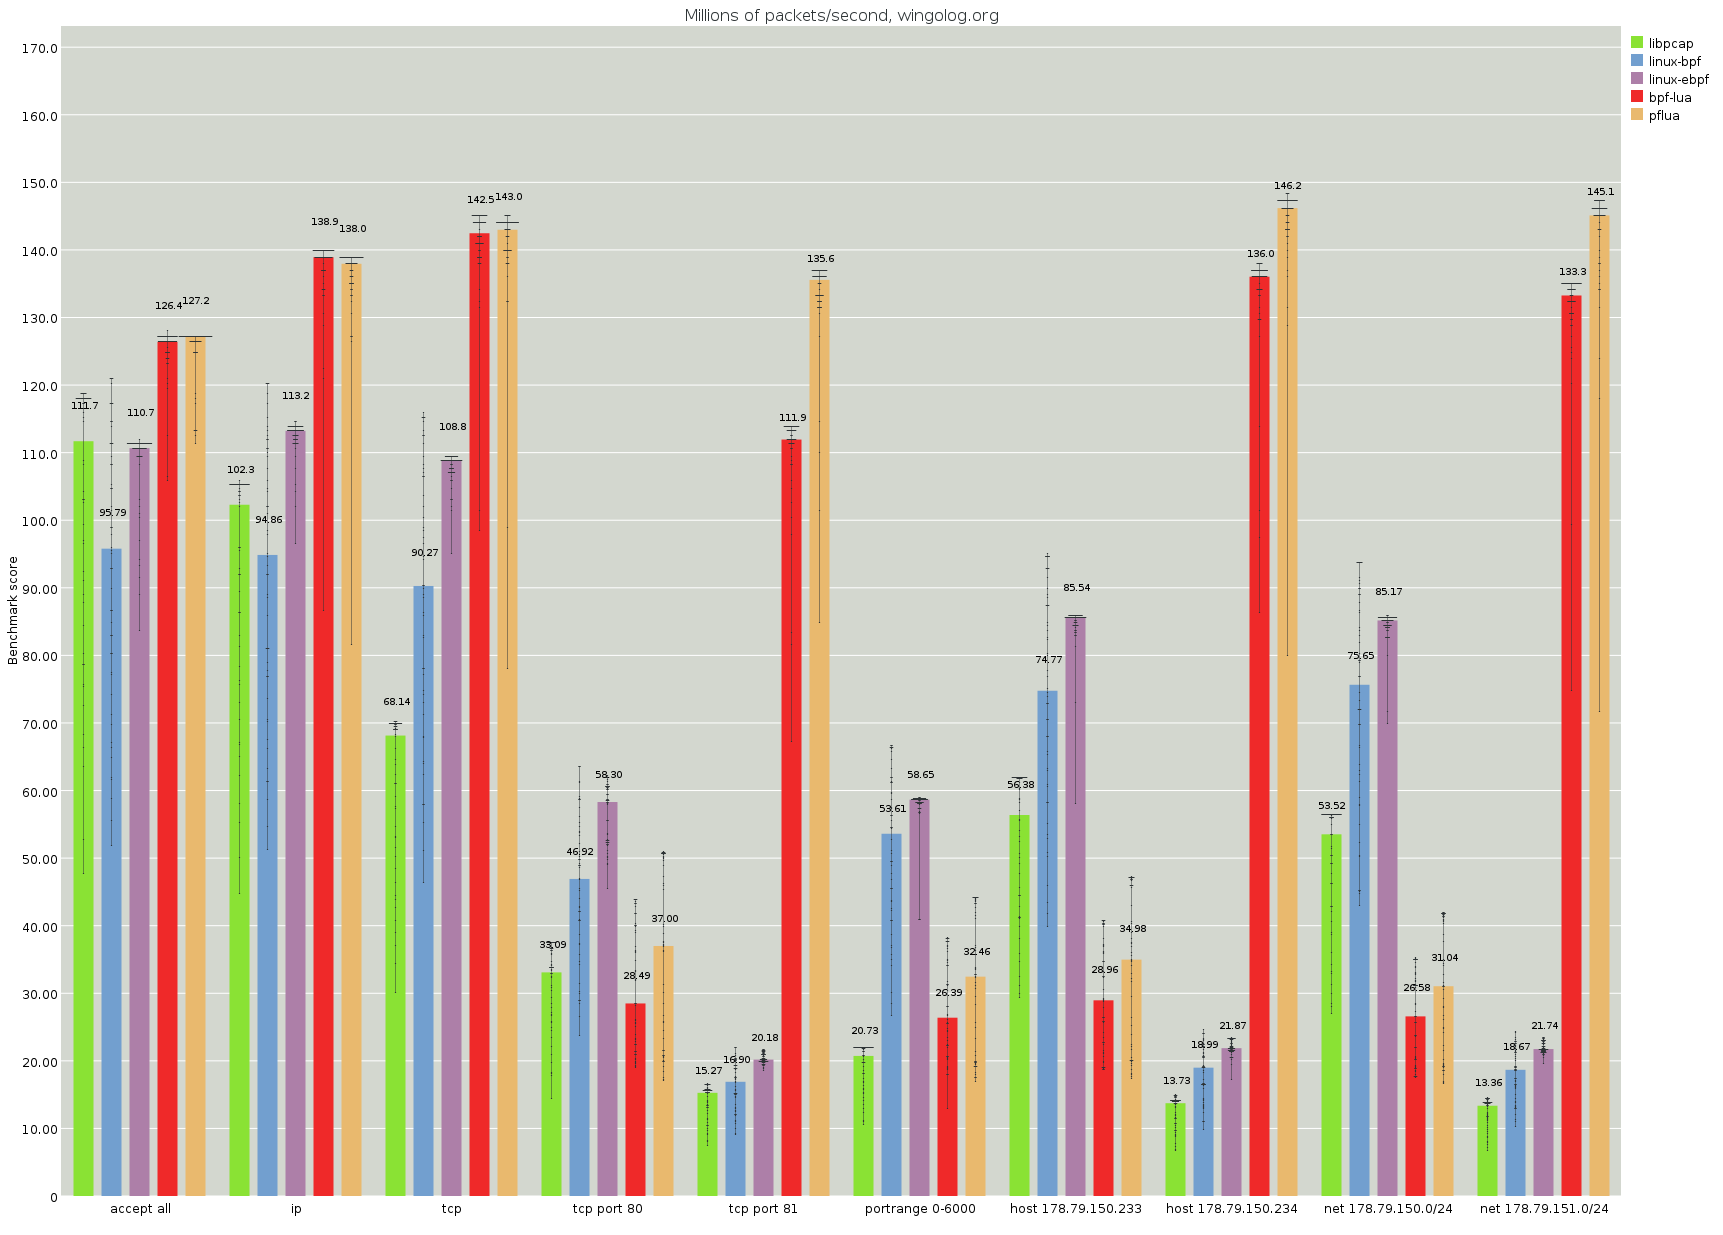 Millions of packets/second, wingolog.org
libpcap
linux-bpf
linux-ebpf
bpf-lua
pflua
Benchmark score
170.0
160.0
150.0
140.0
130.0
120.0
110.0
100.0
90.00
80.00
70.00
60.00
50.00
40.00
30.00
20.00
10.00
0
111.7 95.79 110.7 126.4 127.2
102.3 94.86 113.2 138.9 138.0
68.14 90.27 108.8 142.5 143.0
33.09 46.92 58.30 28.49 37.00
15.27 16.90 20.18 111.9 135.6
20.73 53.61 58.65 26.39 32.46
56.38 74.77 85.54 28.96 34.98
13.73 18.99 21.87 136.0 146.2
53.52 75.65 85.17 26.58 31.04
13.36 18.67 21.74 133.3 145.1
accept all ip tcp tcp port 80 tcp port 81 portrange 0-6000 host 178.79.150.233 host 178.79.150.234 net 178.79.150.0/24 net 178.79.151.0/24